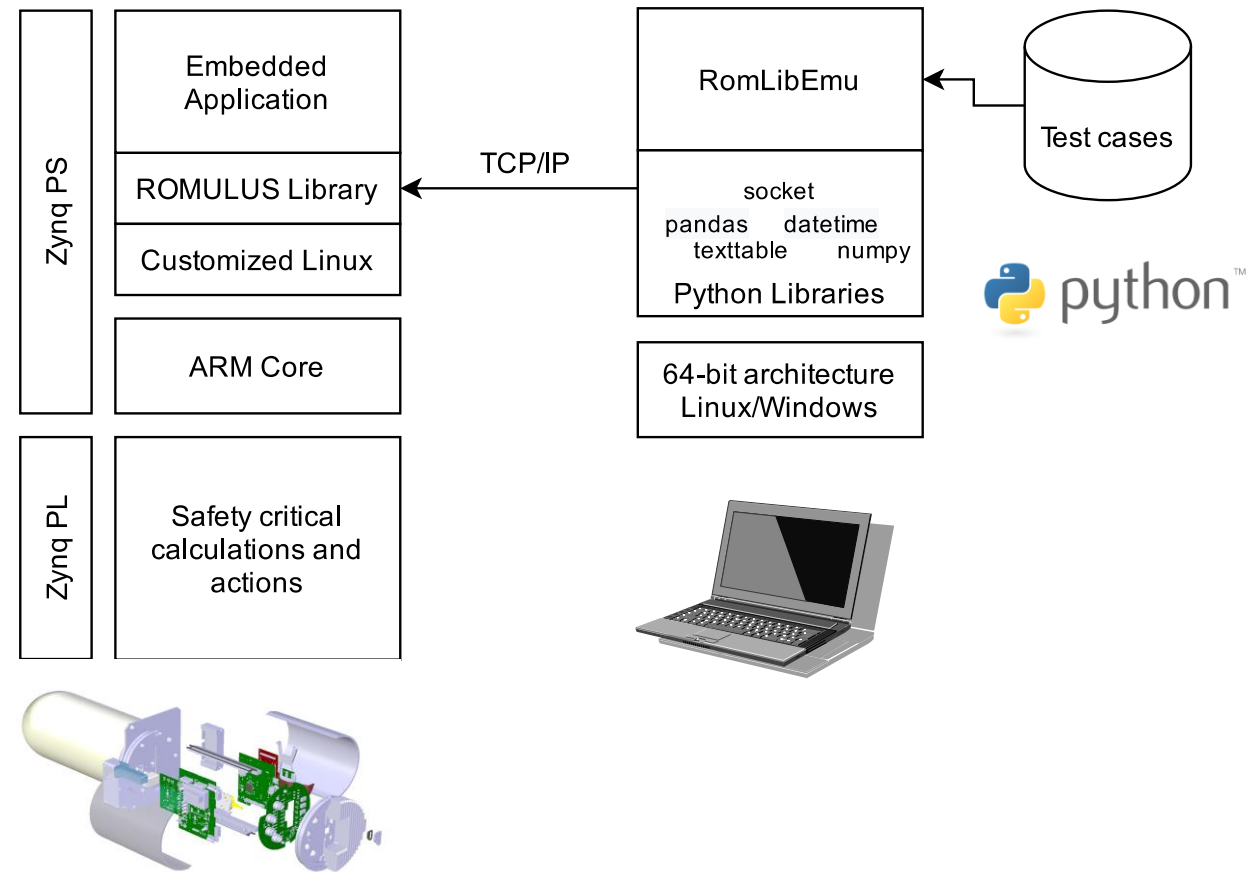 Zynq PS
Embedded
Application
ROMULUS Library
Customized Linux
ARM Core
Zynq PL
Safety critical
calculations and
actions
TCP/IP
RomLibEmu
socket
pandas datetime
texttable numpy
Python Libraries
64-bit architecture
Linux/Windows
Test cases
python™